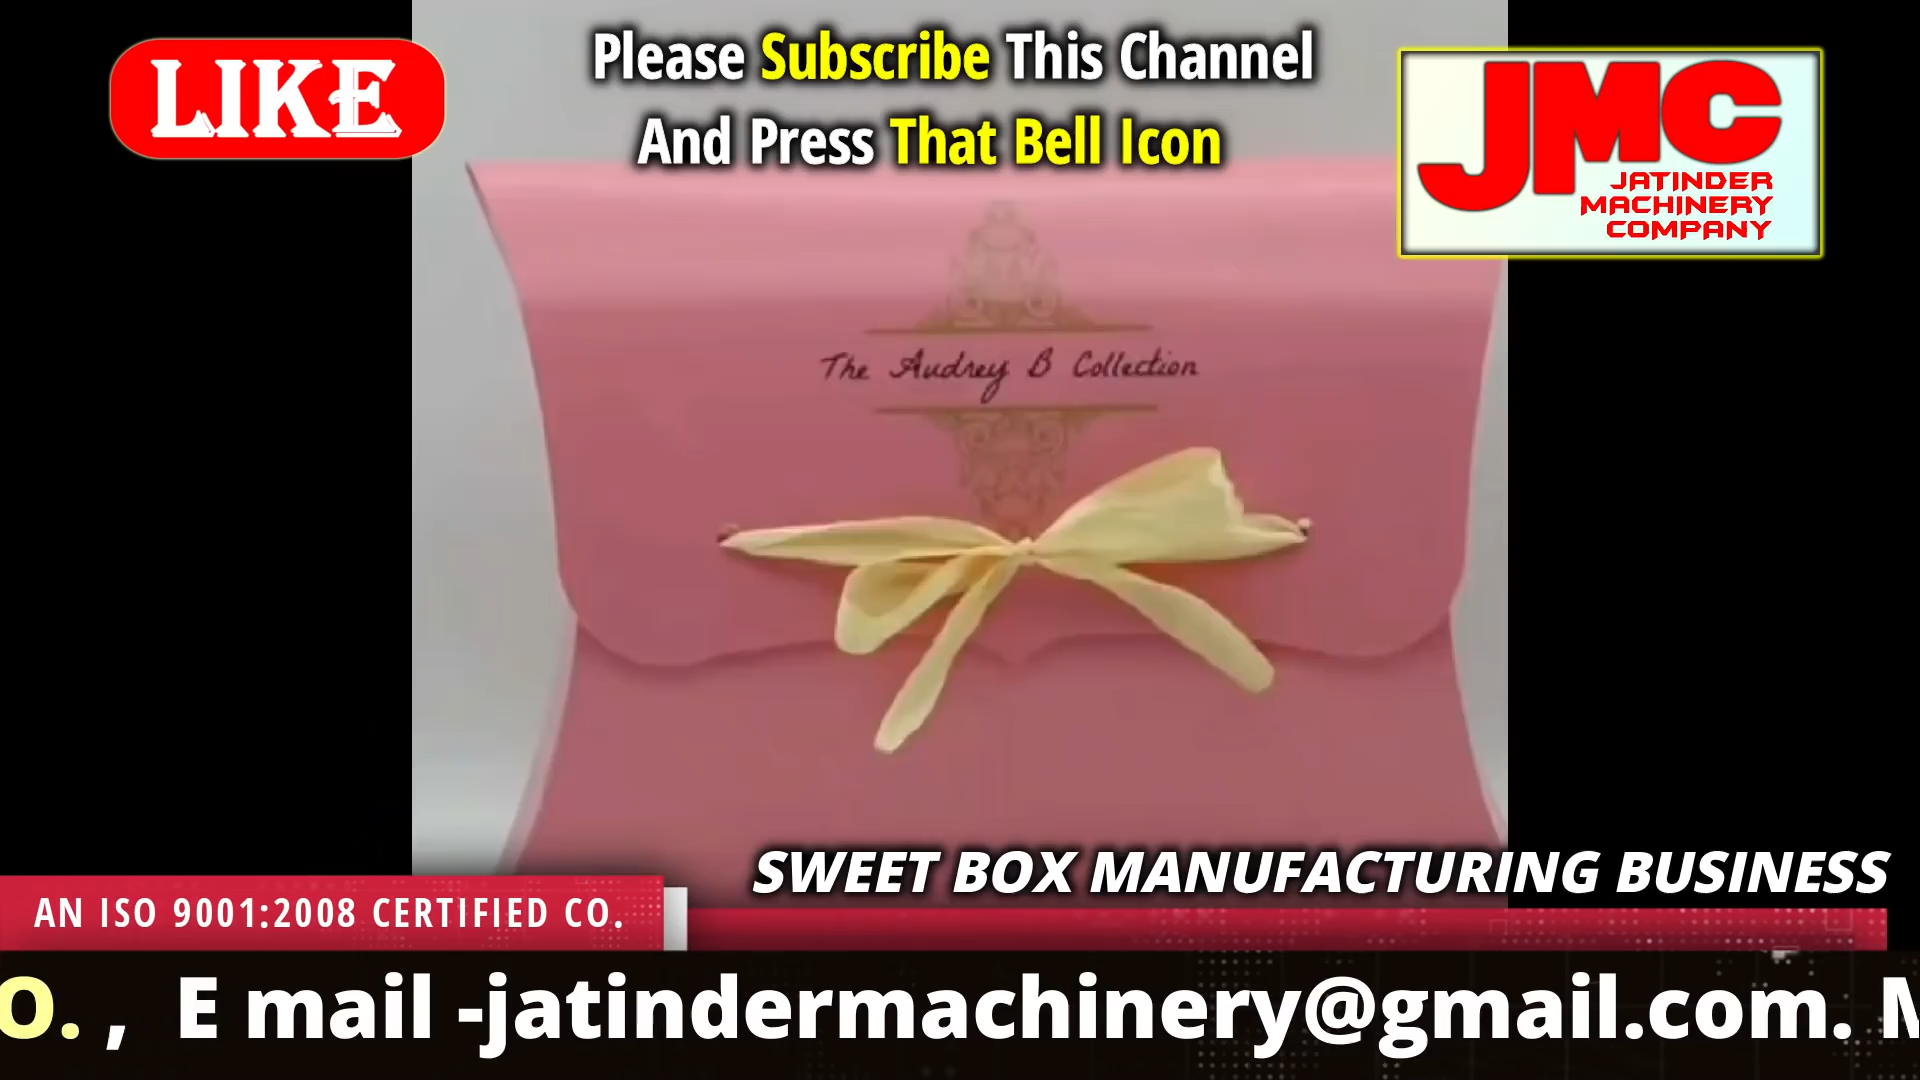 LIKE
Please Subscribe This Channel
And Press That Bell Icon
JMC
JATINDER
MACHINERY
COMPANY
The Audrey B Collection
SWEET BOX MANUFACTURING BUSINESS
AN ISO 9001:2008 CERTIFIED CO.
O. , E mail -jatindermachinery@gmail.com. M